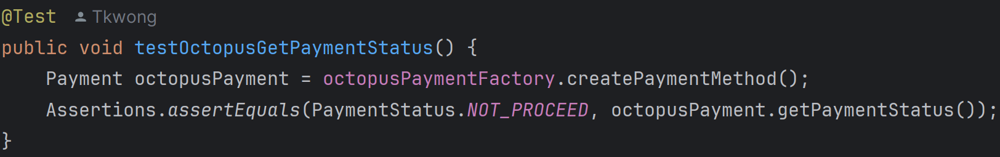 @Test Tkwong
public void testOctopusGetPaymentStatus() {
    Payment octopusPayment = octopusPaymentFactory.createPaymentMethod();
    Assertions.assertEquals(PaymentStatus.NOT_PROCEED, octopusPayment.getPaymentStatus());
}